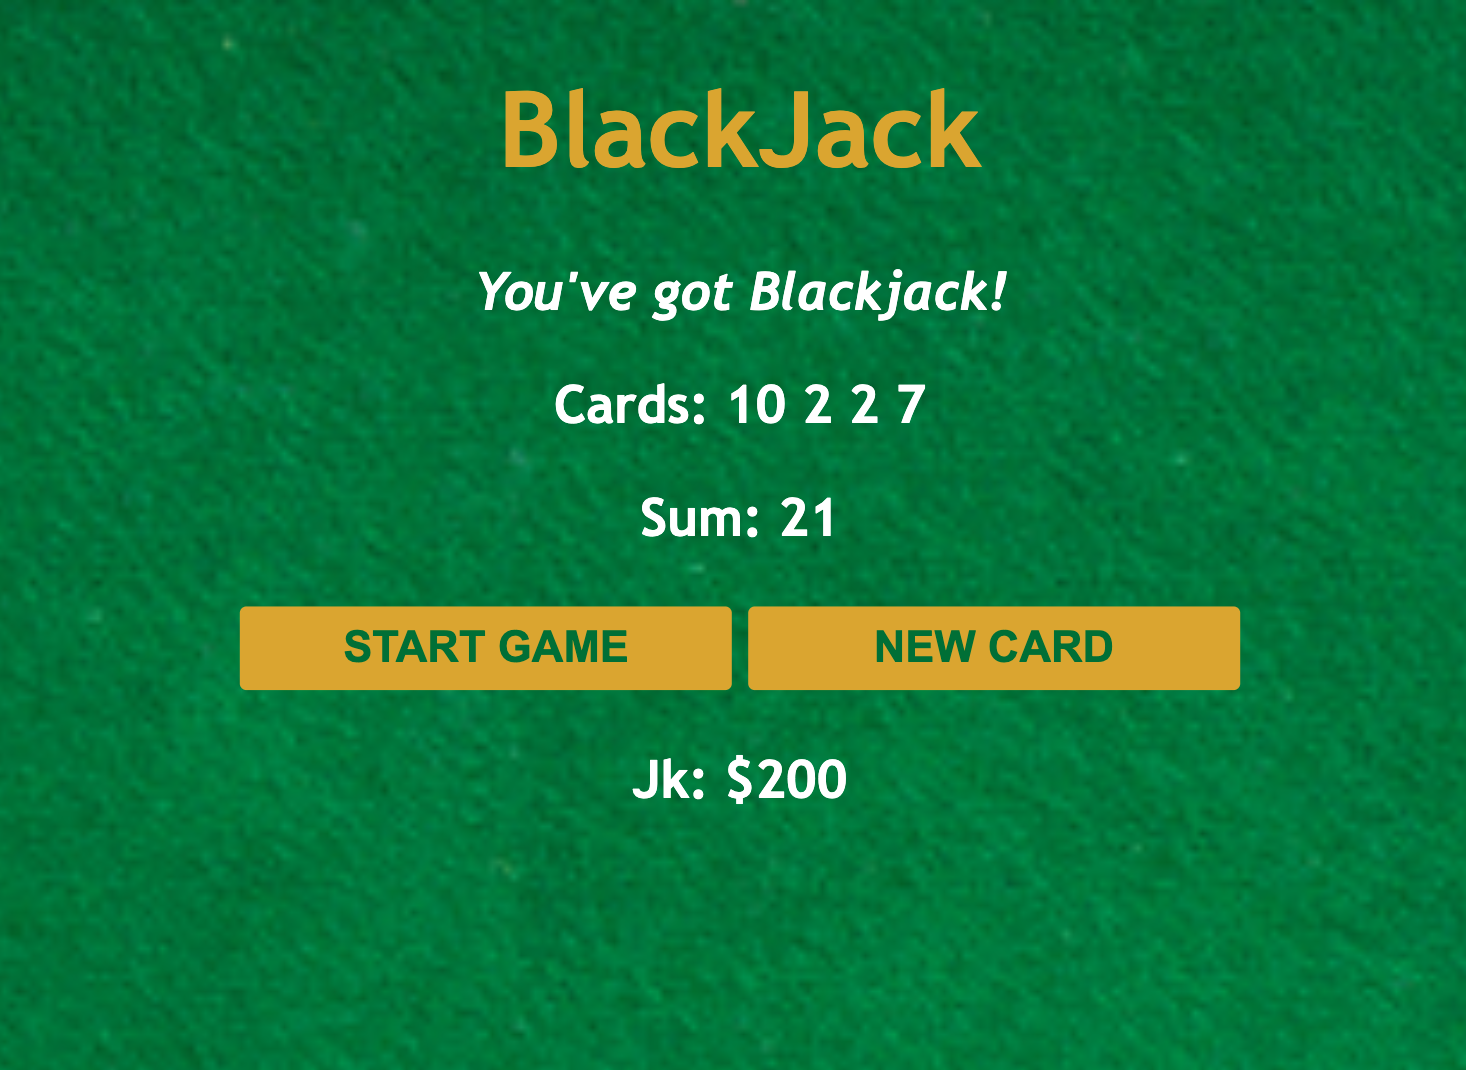 BlackJack
You've got Blackjack!
Cards: 10 2 2 7
Sum: 21
START GAME NEW CARD
Jk: $200